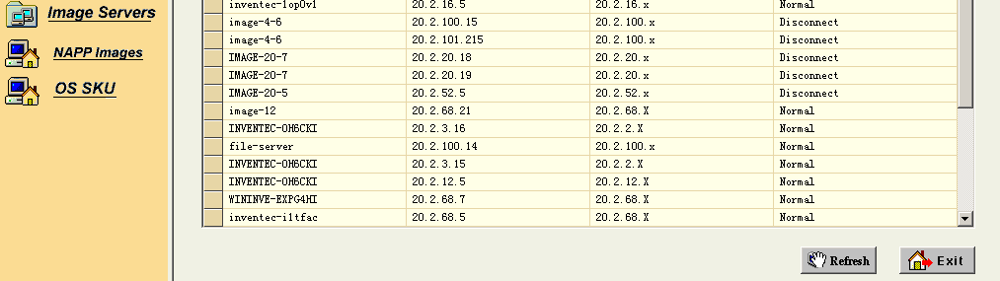 Image Servers
NAPP Images
OS SKU
inventec-lop0vl 20.2.16.5 20.2.16.x Normal
image-4-6 20.2.100.15 20.2.100.x Disconnect
image-4-6 20.2.101.215 20.2.100.x Disconnect
IMAGE-20-7 20.2.20.18 20.2.20.x Disconnect
IMAGE-20-7 20.2.20.19 20.2.20.x Disconnect
IMAGE-20-5 20.2.52.5 20.2.52.x Disconnect
image-12 20.2.68.21 20.2.68.X Normal
INVENTEC-OH6CKI 20.2.3.16 20.2.2.X Normal
file-server 20.2.100.14 20.2.100.x Normal
INVENTEC-OH6CKI 20.2.3.15 20.2.2.X Normal
INVENTEC-OH6CKI 20.2.12.5 20.2.12.X Normal
WININVE-EXPG4HI 20.2.68.7 20.2.68.X Normal
inventec-i1tfac 20.2.68.5 20.2.68.X Normal
Refresh Exit